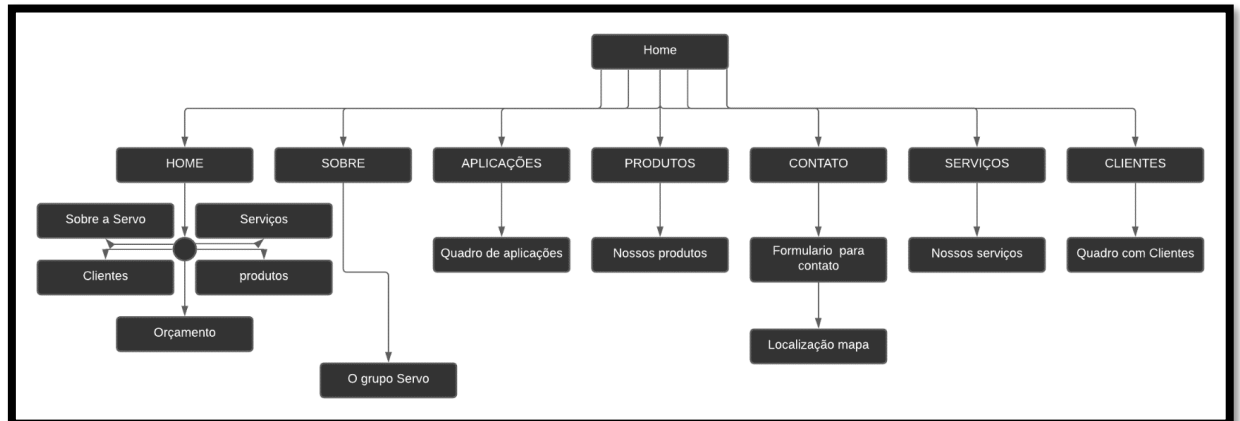 Home
HOME
SOBRE
APLICAÇÕES
PRODUTOS
CONTATO
SERVIÇOS
CLIENTES
Sobre a Servo
Serviços
Clientes
produtos
Orçamento
O grupo Servo
Quadro de aplicações
Nossos produtos
Formulario para
contato
Localização mapa
Nossos serviços
Quadro com Clientes